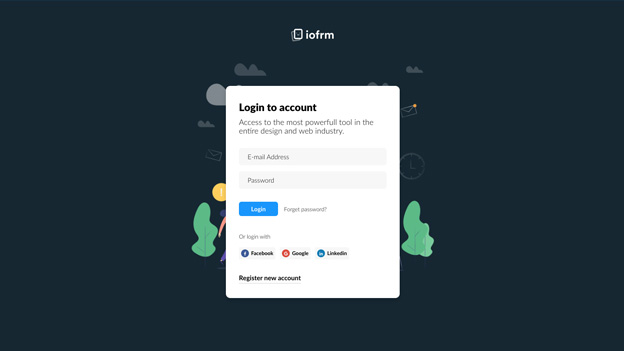 iofrm
Login to account
Access to the most powerfull tool in the
entire design and web industry.
E-mail Address
Password
Login
Forget password?
Or login with
Facebook
Google
Linkedin
Register new account